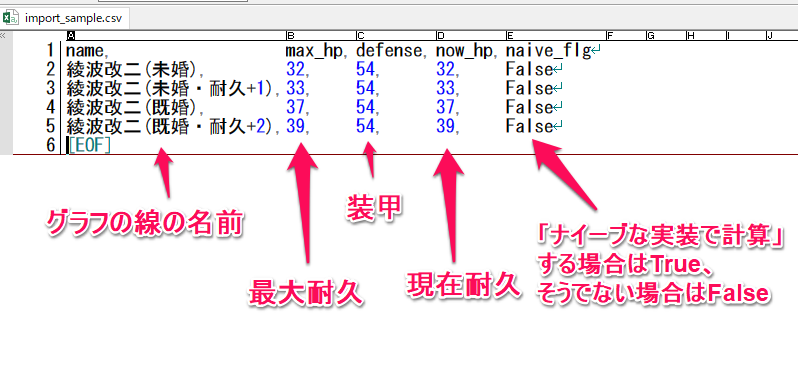 import_sample.csv
A B C D E F G H I J
1 name, max_hp, defense, now_hp, naive_flg↵
2 綾波改二(未婚), 32, 54, 32, False↵
3 綾波改二(未婚・耐久+1), 33, 54, 33, False↵
4 綾波改二(既婚), 37, 54, 37, False↵
5 綾波改二(既婚・耐久+2), 39, 54, 39, False↵
6 [EOF]
グラフの線の名前
最大耐久
装甲
現在耐久
「ナイーブな実装で計算」
する場合はTrue、
そうでない場合はFalse